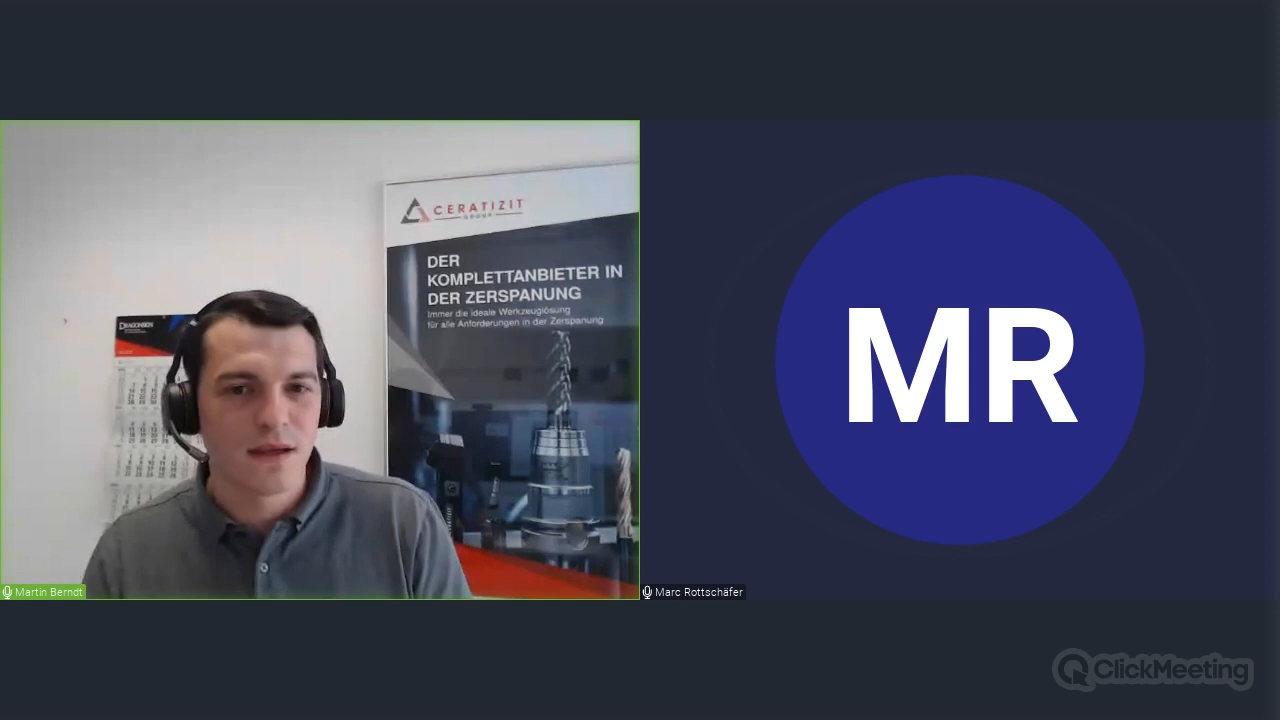 CERATIZIT
GROUP
DER
KOMPLETTANBIETER IN
DER ZERSPANUNG
Immer die ideale Werkzeuglösung
für alle Anforderungen in der Zerspanung
MR
Martin Berndt
Marc Rottschäfer
ClickMeeting